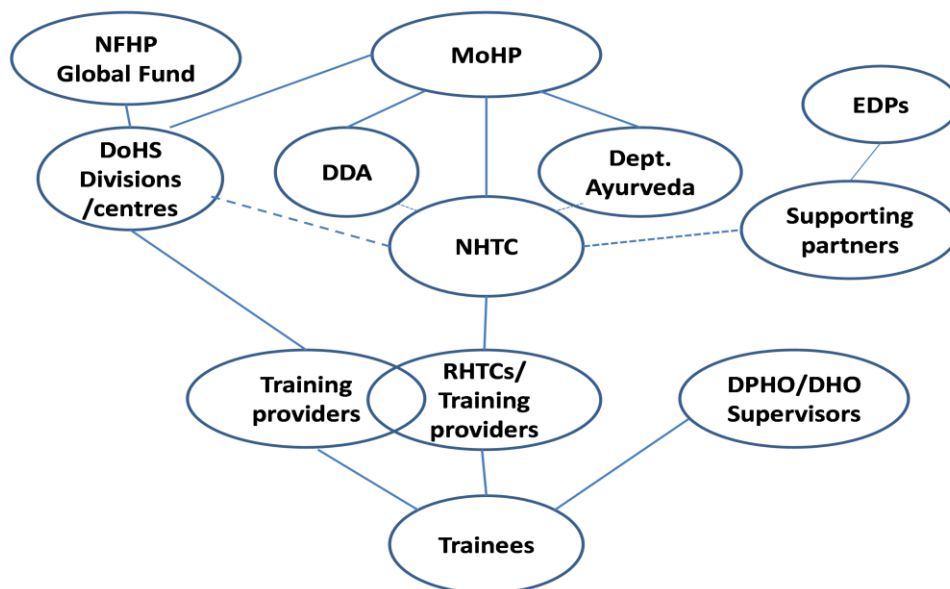 NFHP
Global Fund
MoHP
EDPs
DoHS
Divisions
/centres
DDA
Dept.
Ayurveda
NHTC
Supporting
partners
Training
providers
RHTCs/
Training
providers
DPHO/DHO
Supervisors
Trainees